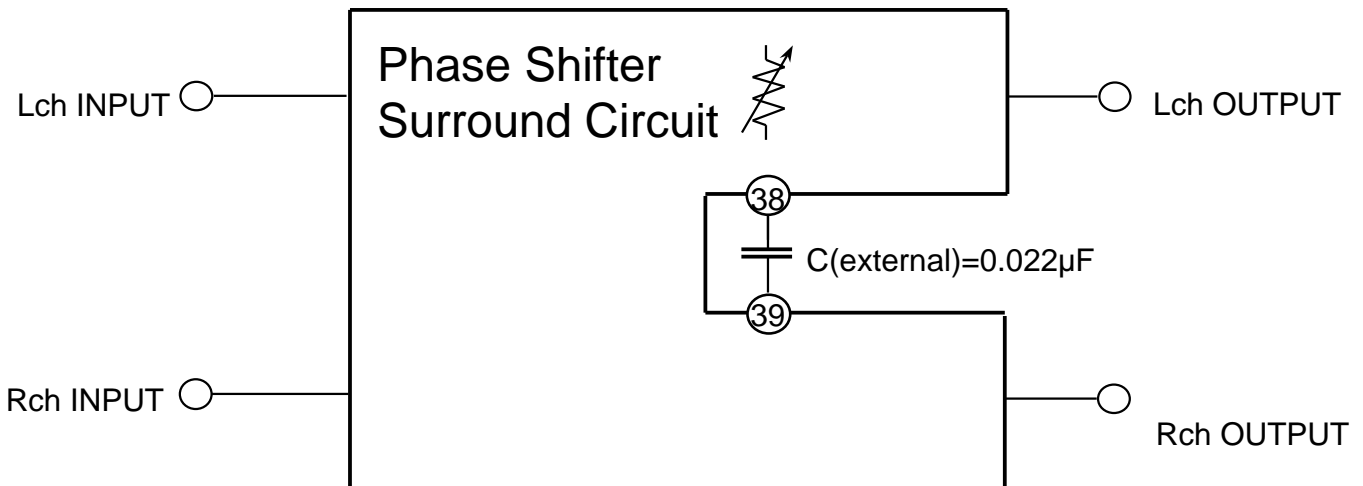 Phase Shifter
Surround Circuit
Lch INPUT
Lch OUTPUT
38
C(external)=0.022µF
39
Rch INPUT
Rch OUTPUT